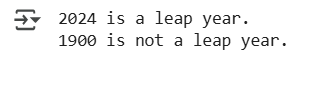 2024 is a leap year.
1900 is not a leap year.